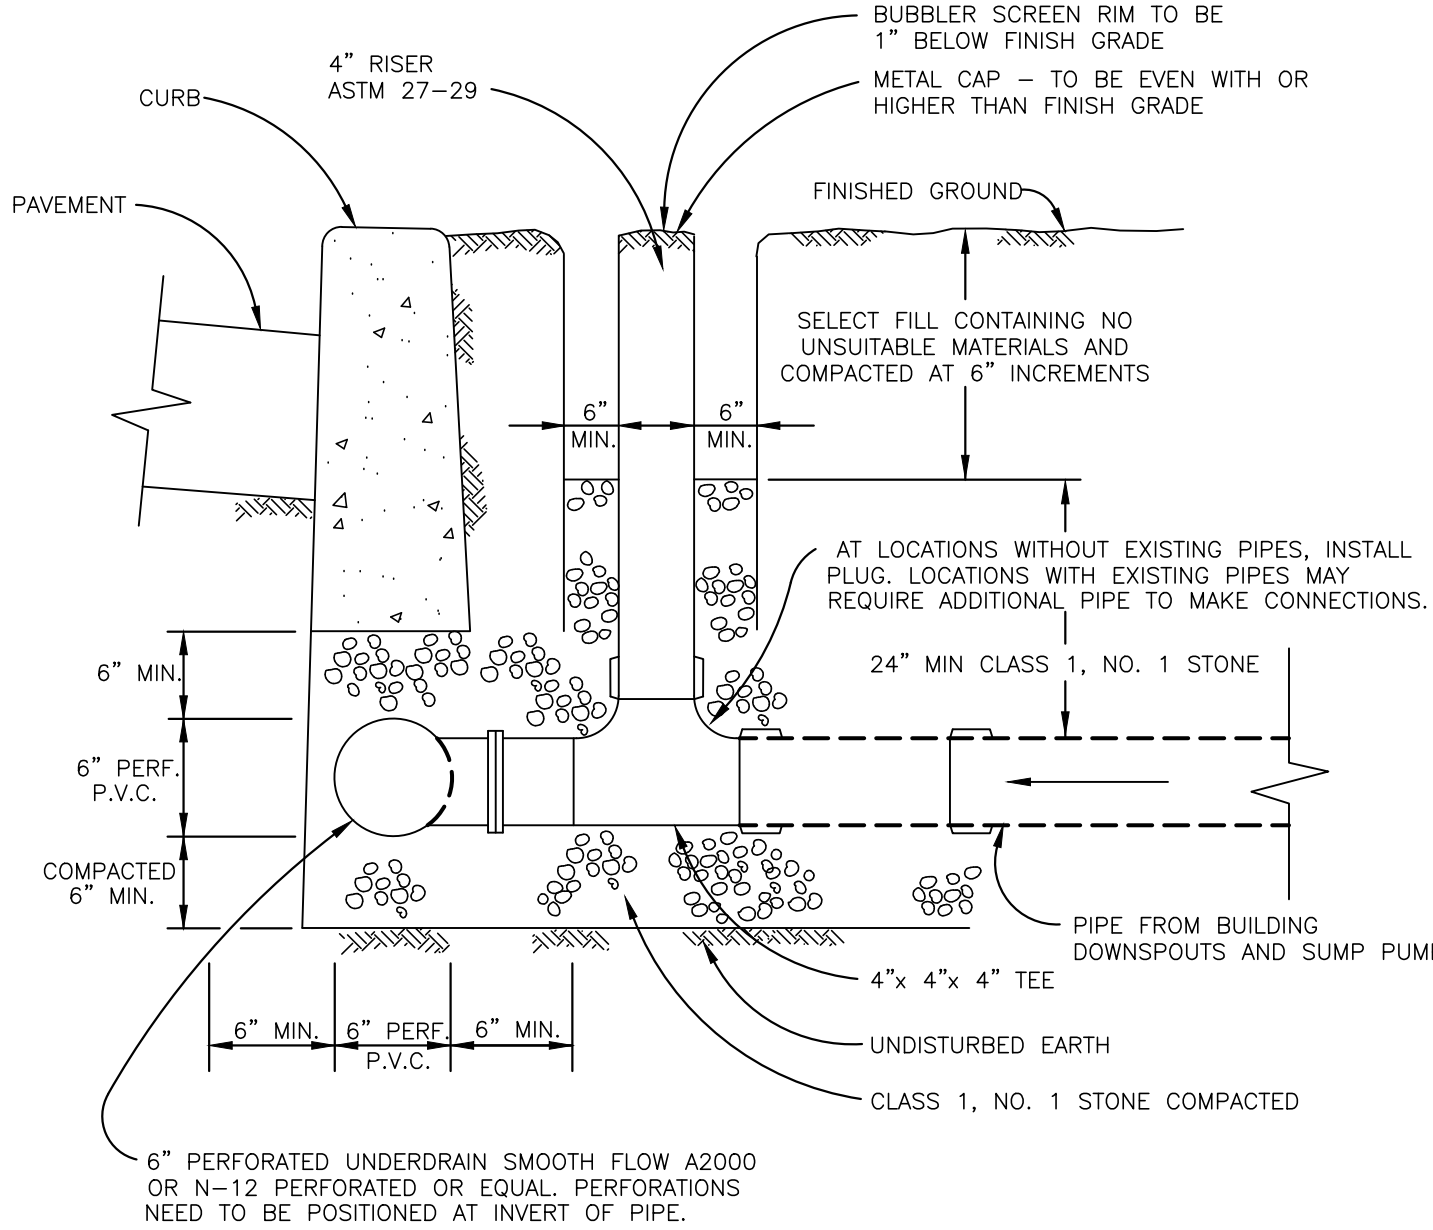 BUBBLER SCREEN RIM TO BE
1” BELOW FINISH GRADE
4” RISER
ASTM 27–29
METAL CAP – TO BE EVEN WITH OR
HIGHER THAN FINISH GRADE
CURB
PAVEMENT
FINISHED GROUND
SELECT FILL CONTAINING NO
UNSUITABLE MATERIALS AND
COMPACTED AT 6” INCREMENTS
6”
MIN.
6”
MIN.
AT LOCATIONS WITHOUT EXISTING PIPES, INSTALL
PLUG. LOCATIONS WITH EXISTING PIPES MAY
REQUIRE ADDITIONAL PIPE TO MAKE CONNECTIONS.
24” MIN CLASS 1, NO. 1 STONE
6” MIN.
6” PERF.
P.V.C.
COMPACTED
6” MIN.
PIPE FROM BUILDING
DOWNSPOUTS AND SUMP
4”x 4”x 4” TEE
6” MIN.
6” PERF.
P.V.C.
6” MIN.
UNDISTURBED EARTH
CLASS 1, NO. 1 STONE COMPACTED
6” PERFORATED UNDERDRAIN SMOOTH FLOW A2000
OR N–12 PERFORATED OR EQUAL. PERFORATIONS
NEED TO BE POSITIONED AT INVERT OF PIPE.